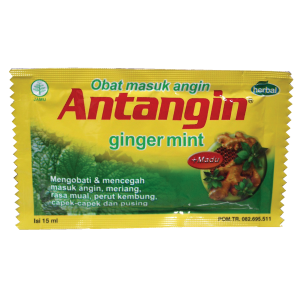 JAMU
Obat masuk angin
herbal
Antangin®
ginger mint
+Madu
Mengobati & mencegah
masuk angin, meriang,
rasa mual, perut kembung,
capek-capek dan pusing
Isi 15 ml
POM.TR. 082.695.511